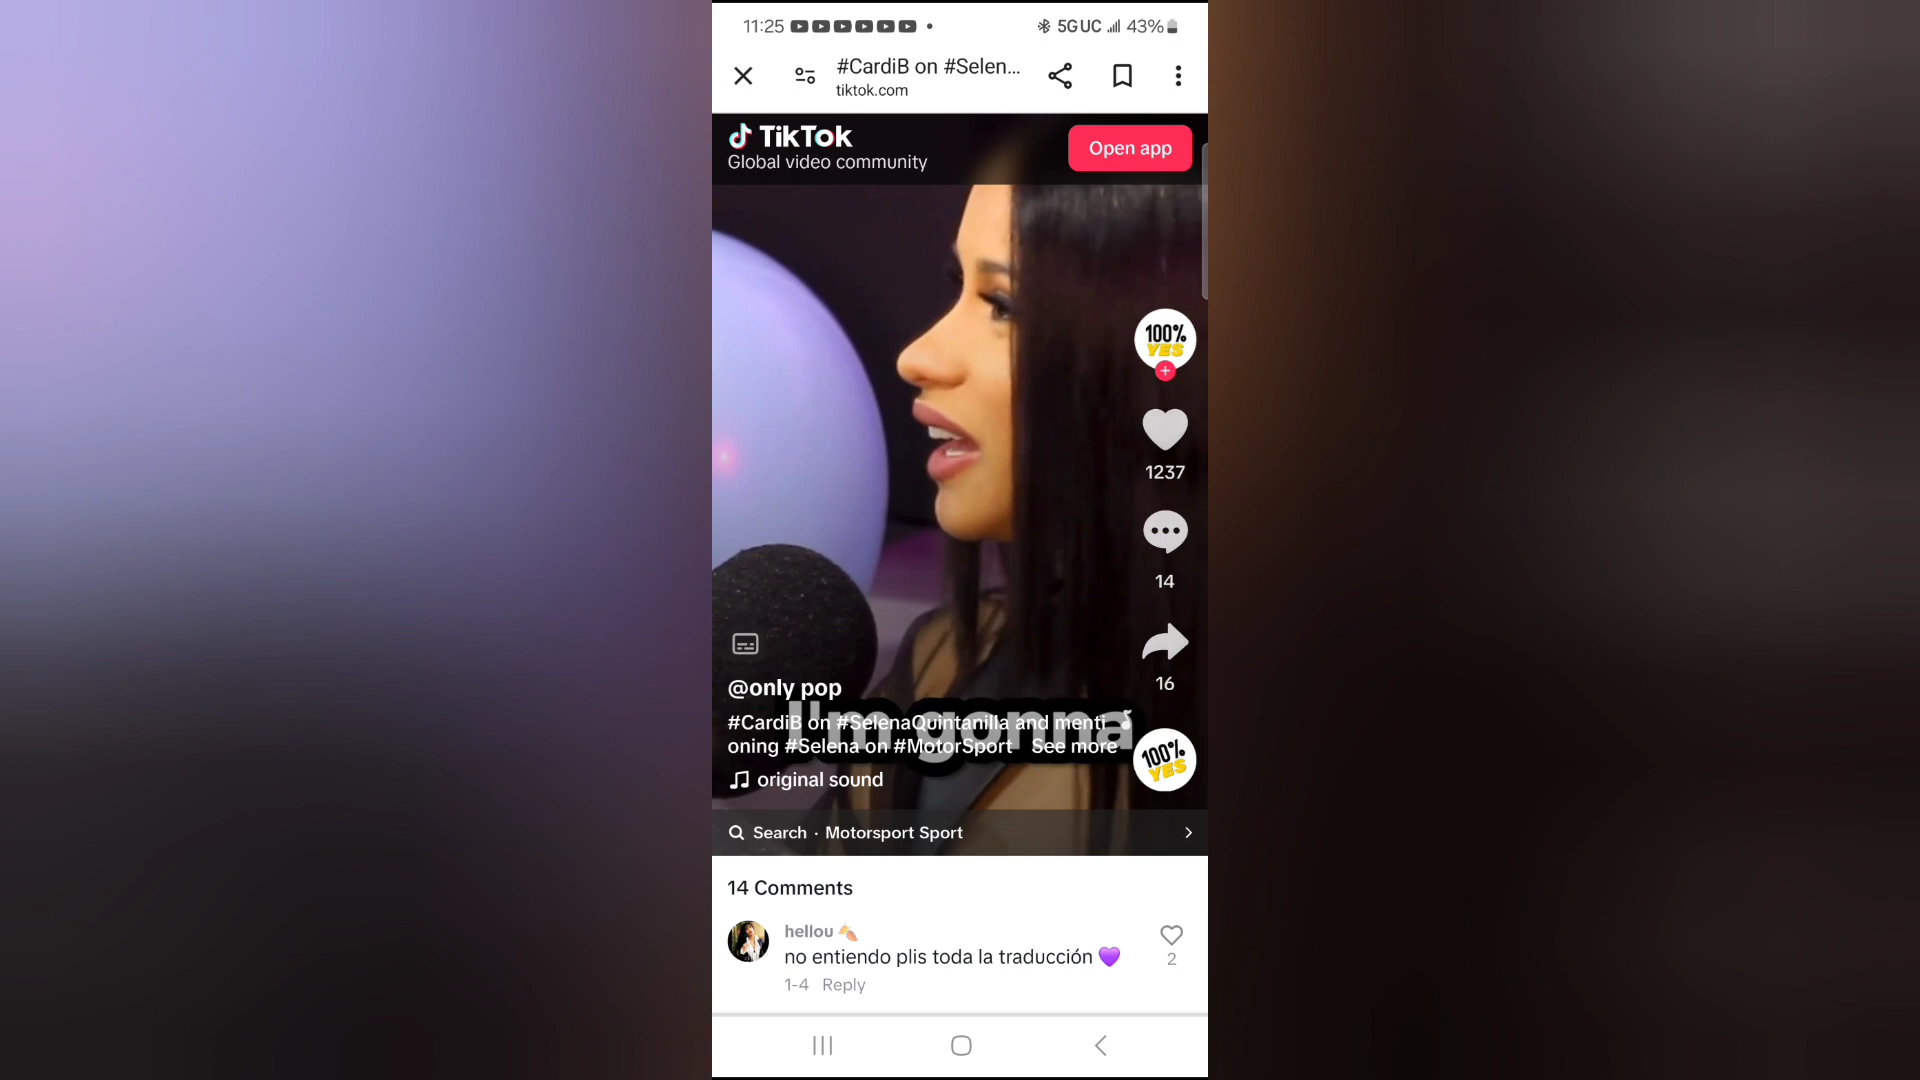 11:25
5G UC 43%
#CardiB on #Selen...
tiktok.com
TikTok
Global video community
Open app
100%
YES
1237
14
16
@only pop
I'm gonna
#CardiB on #SelenaQuintanilla and menti
oning #Selena on #MotorSport See more
original sound
100%
YES
Search · Motorsport Sport
14 Comments
hellou
no entiendo plis toda la traducción 💜
2
1-4 Reply